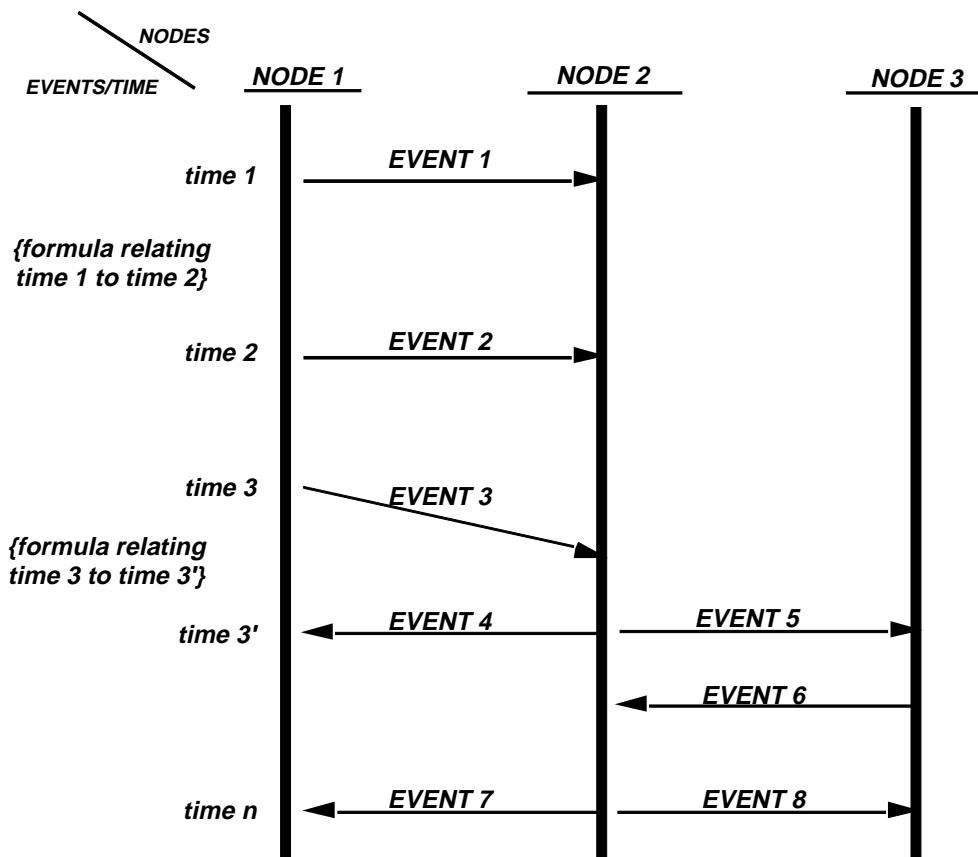 NODES
EVENTS/TIME
NODE 1
NODE 2
NODE 3
time 1
EVENT 1
{formula relating
time 1 to time 2}
time 2
EVENT 2
time 3
EVENT 3
{formula relating
time 3 to time 3'}
time 3'
EVENT 4
EVENT 5
EVENT 6
time n
EVENT 7
EVENT 8